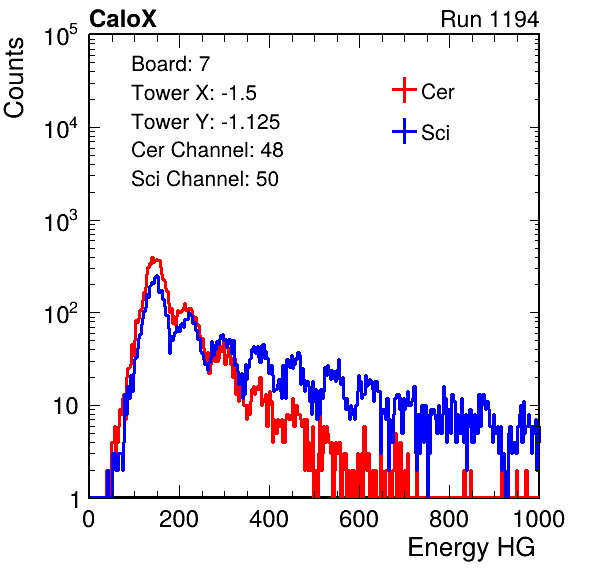 CaloX
Run 1194
Counts
10^5
10^4
10^3
10^2
10
1
Board: 7
Tower X: -1.5
Tower Y: -1.125
Cer Channel: 48
Sci Channel: 50
Cer
Sci
0 200 400 600 800 1000
Energy HG